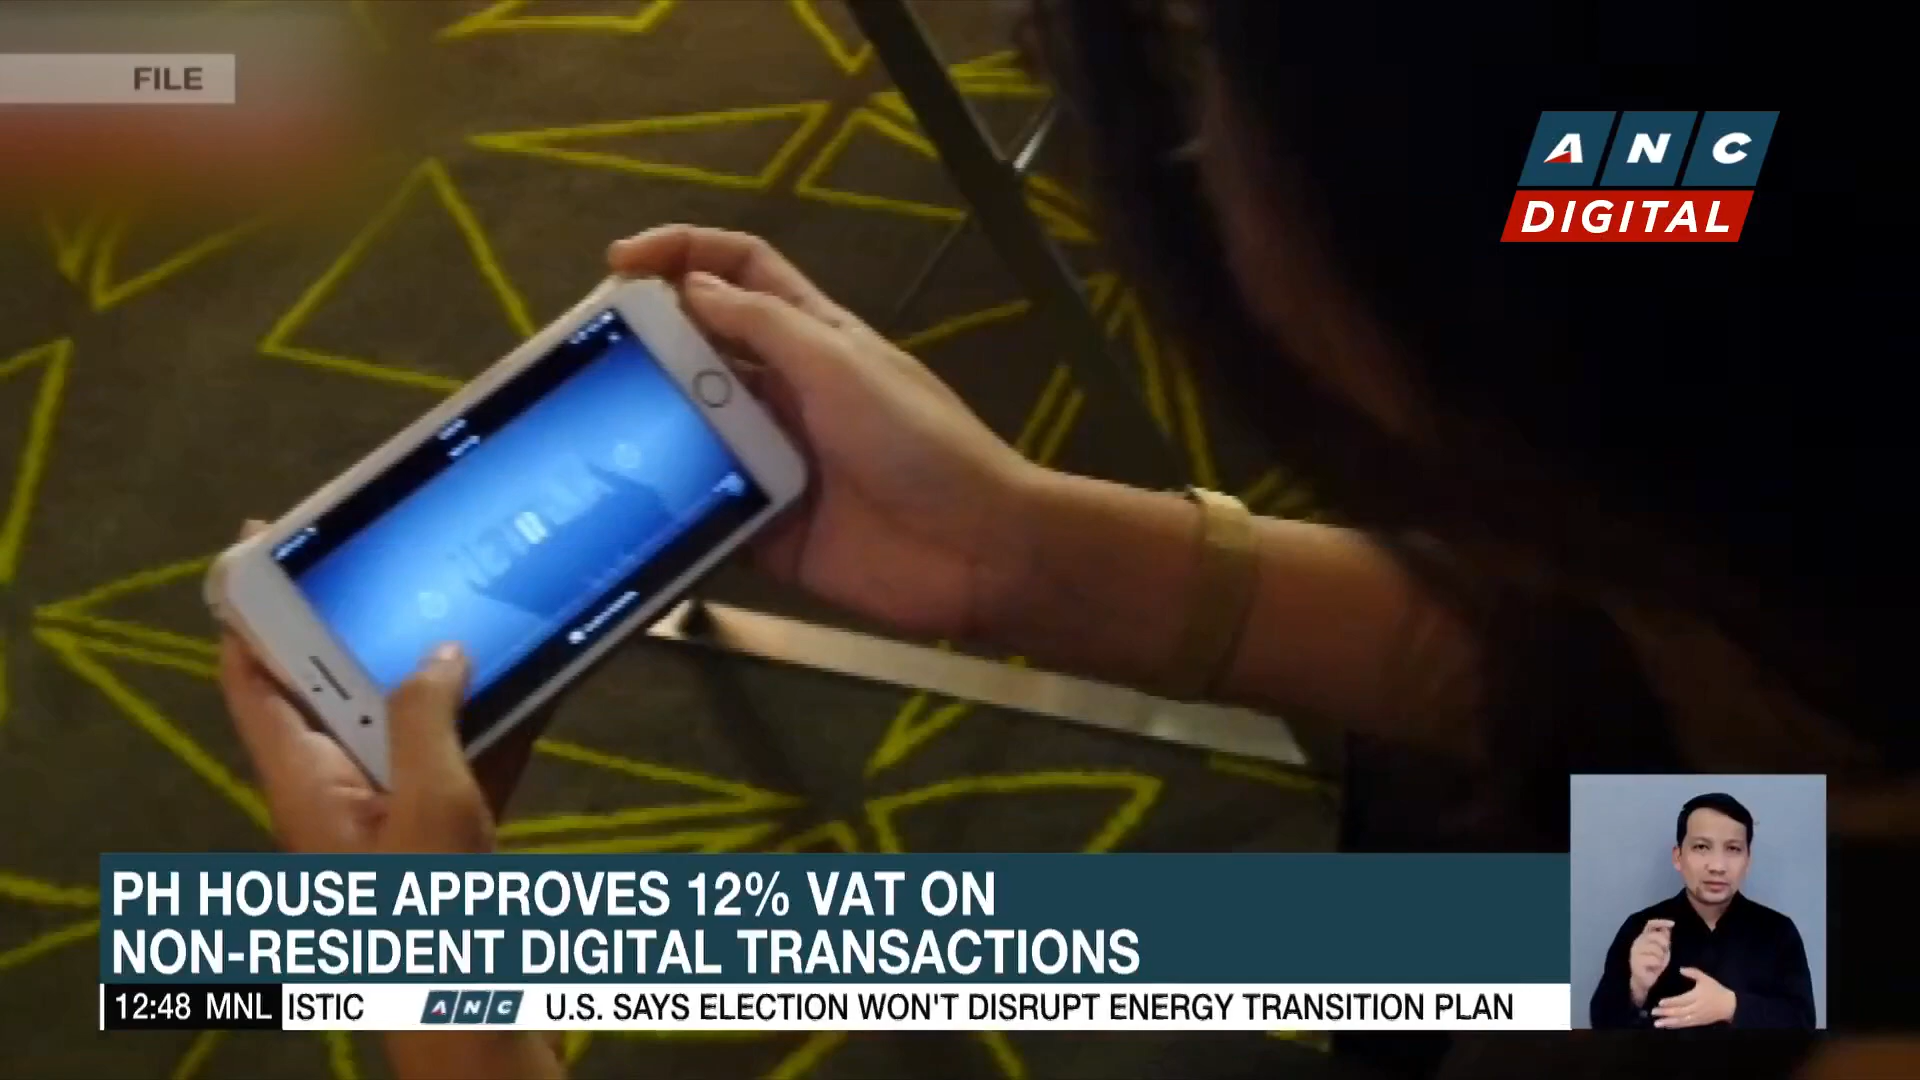 FILE
ANC
DIGITAL
PH HOUSE APPROVES 12% VAT ON
NON-RESIDENT DIGITAL TRANSACTIONS
12:48 MNL ISTIC ANC U.S. SAYS ELECTION WON'T DISRUPT ENERGY TRANSITION PLAN